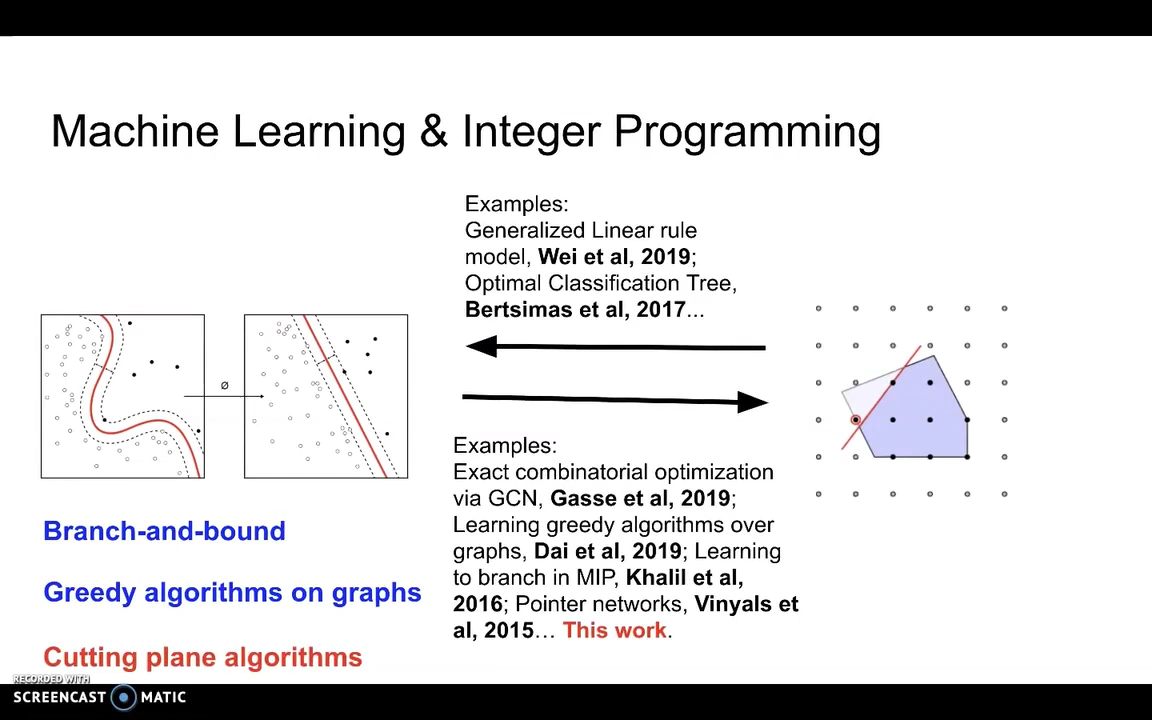 Machine Learning & Integer Programming
Examples:
Generalized Linear rule
model, Wei et al, 2019;
Optimal Classification Tree,
Bertsimas et al, 2017...
ø
Examples:
Exact combinatorial optimization
via GCN, Gasse et al, 2019;
Learning greedy algorithms over
graphs, Dai et al, 2019; Learning
to branch in MIP, Khalil et al,
2016; Pointer networks, Vinyals et
al, 2015… This work.
Branch-and-bound
Greedy algorithms on graphs
Cutting plane algorithms
RECORDED WITH
SCREENCAST MATIC